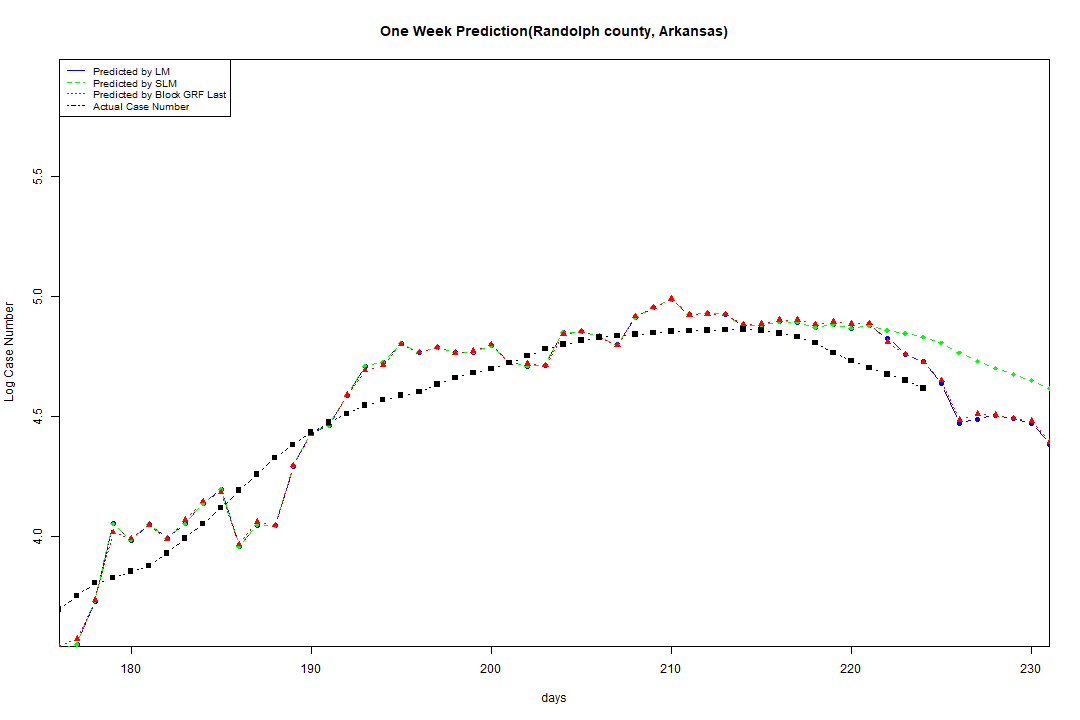 One Week Prediction(Randolph county, Arkansas)
Predicted by LM
Predicted by SLM
Predicted by Block GRF Last
Actual Case Number
5.5
5.0
4.5
4.0
Log Case Number
180 190 200 210 220 230
days